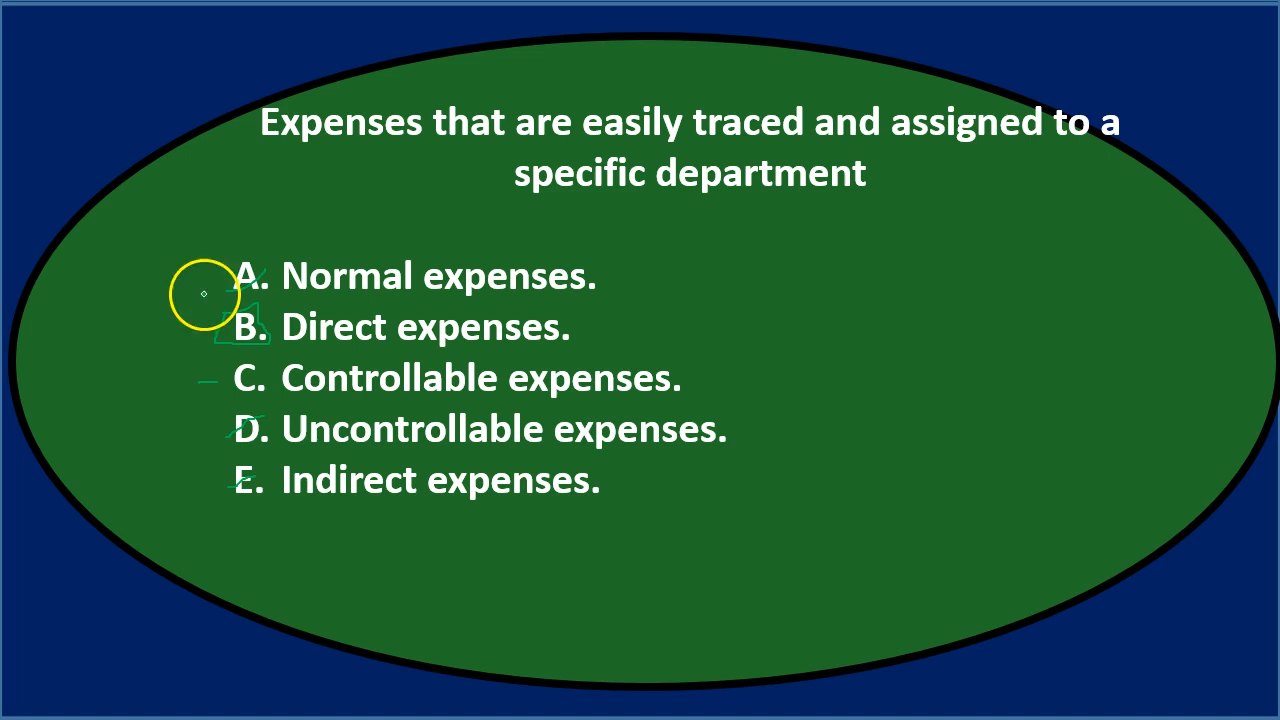 Expenses that are easily traced and assigned to a
specific department
A. Normal expenses.
B. Direct expenses.
C. Controllable expenses.
D. Uncontrollable expenses.
E. Indirect expenses.